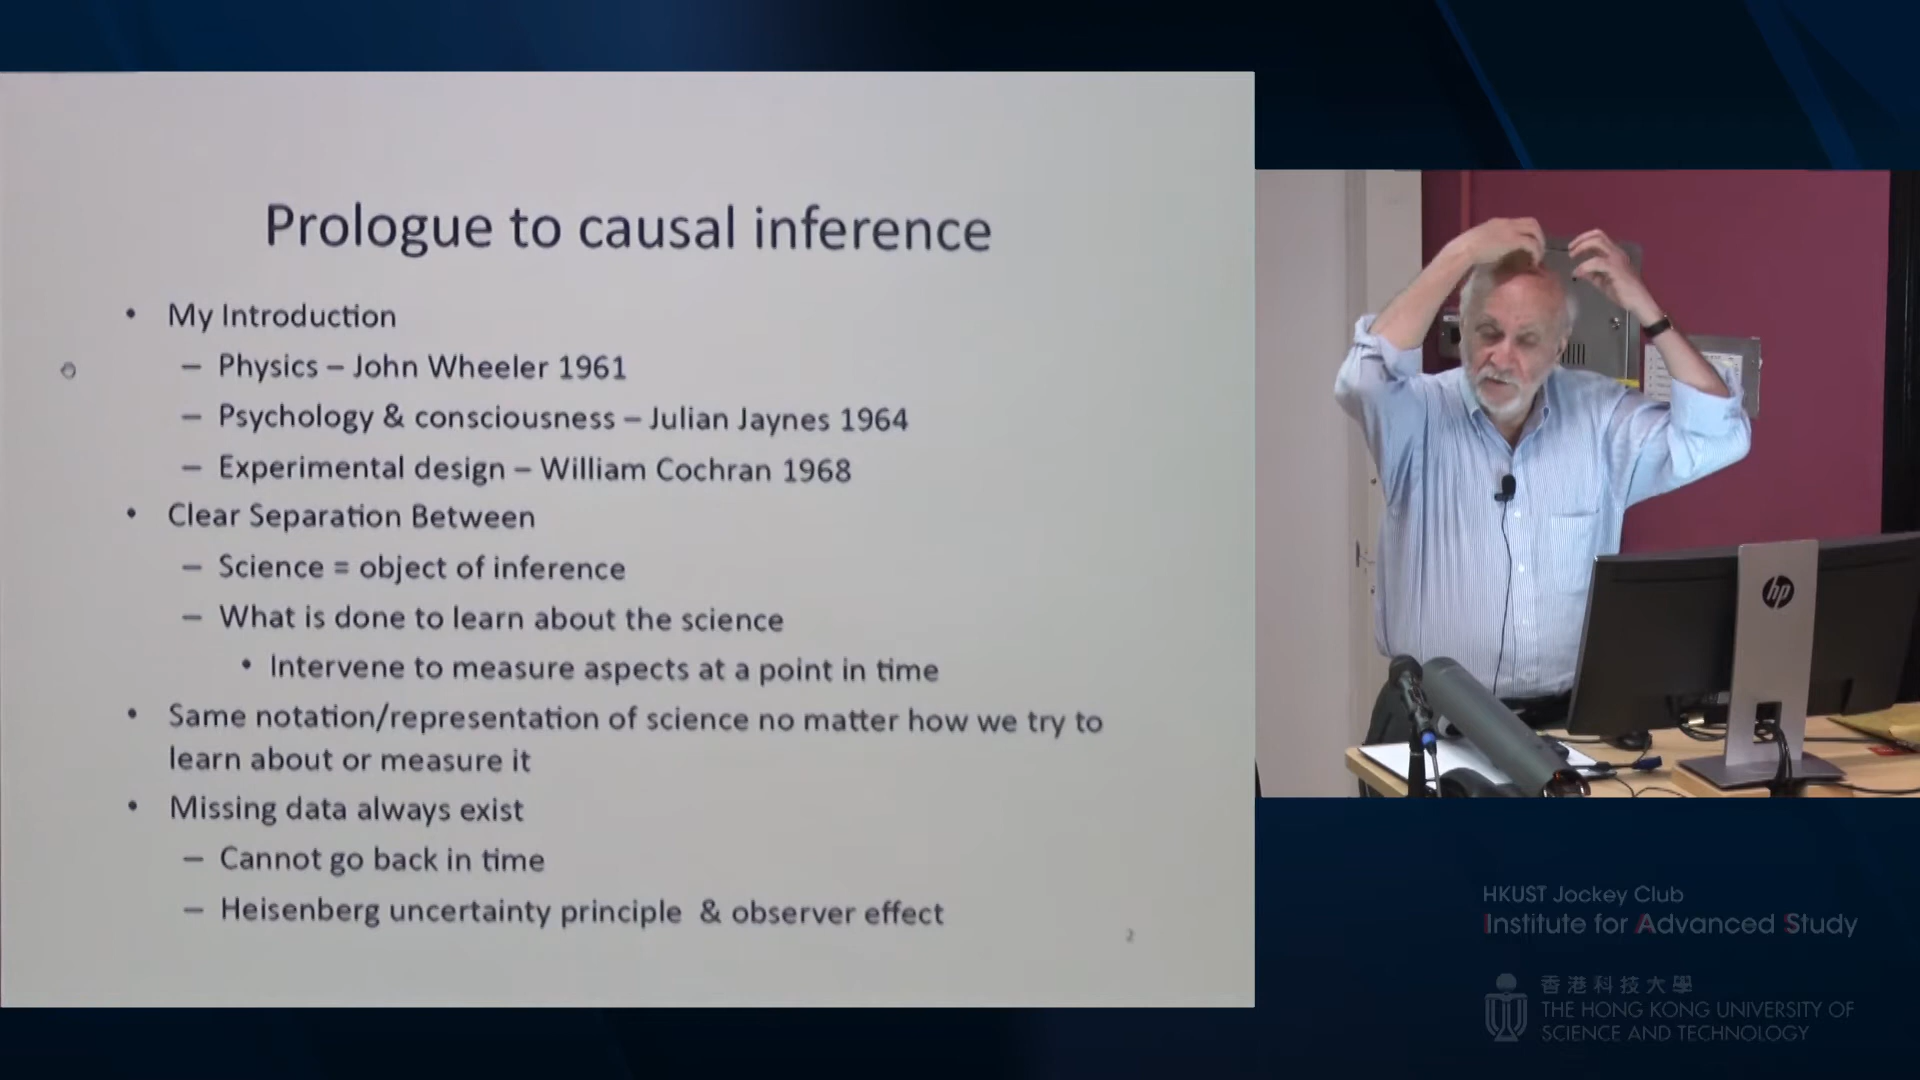 Prologue to causal inference
• My Introduction
– Physics – John Wheeler 1961
– Psychology & consciousness – Julian Jaynes 1964
– Experimental design – William Cochran 1968
• Clear Separation Between
– Science = object of inference
– What is done to learn about the science
• Intervene to measure aspects at a point in time
• Same notation/representation of science no matter how we try to
learn about or measure it
• Missing data always exist
– Cannot go back in time
– Heisenberg uncertainty principle & observer effect
2
hp
HKUST Jockey Club
Institute for Advanced Study
香港科技大學
THE HONG KONG UNIVERSITY OF
SCIENCE AND TECHNOLOGY